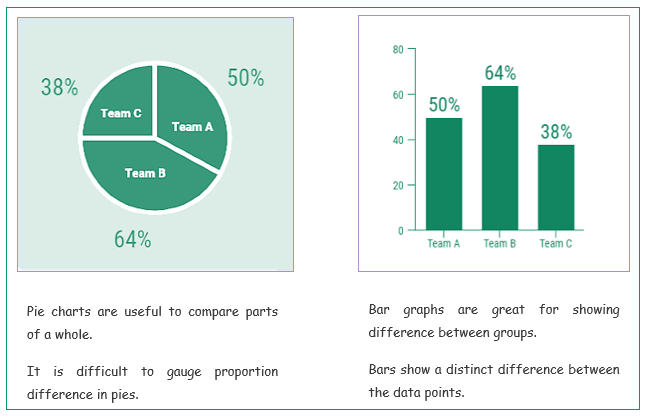 38%
50%
Team C
Team A
Team B
64%
Pie charts are useful to compare parts
of a whole.
It is difficult to gauge proportion
difference in pies.
80
60
40
20
0
50%
64%
38%
Team A
Team B
Team C
Bar graphs are great for showing
difference between groups.
Bars show a distinct difference between
the data points.